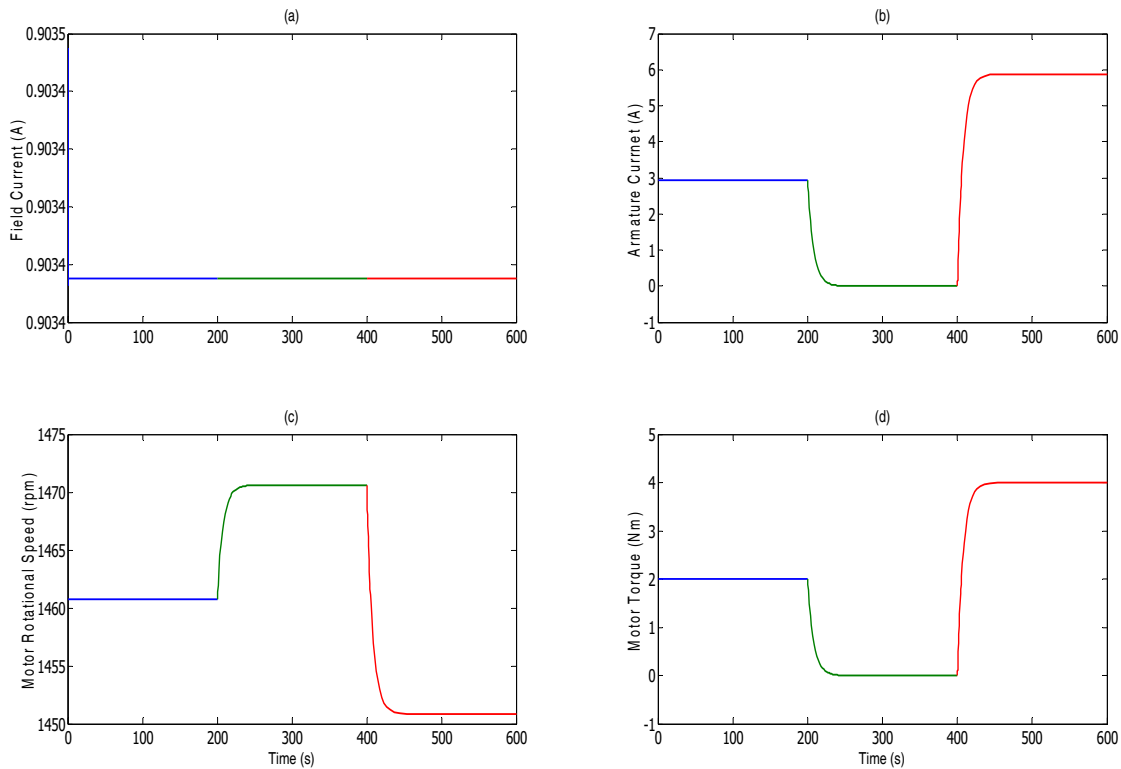 (a)
0.9035
0.9034
0.9034
0.9034
0.9034
0.9034
Field Current (A)
0 100 200 300 400 500 600
(b)
7
6
5
4
3
2
1
0
-1
Armature Currnet (A)
0 100 200 300 400 500 600
(c)
1475
1470
1465
1460
1455
1450
Motor Rotational Speed (rpm)
0 100 200 300 400 500 600
Time (s)
(d)
5
4
3
2
1
0
-1
Motor Torque (Nm)
0 100 200 300 400 500 600
Time (s)